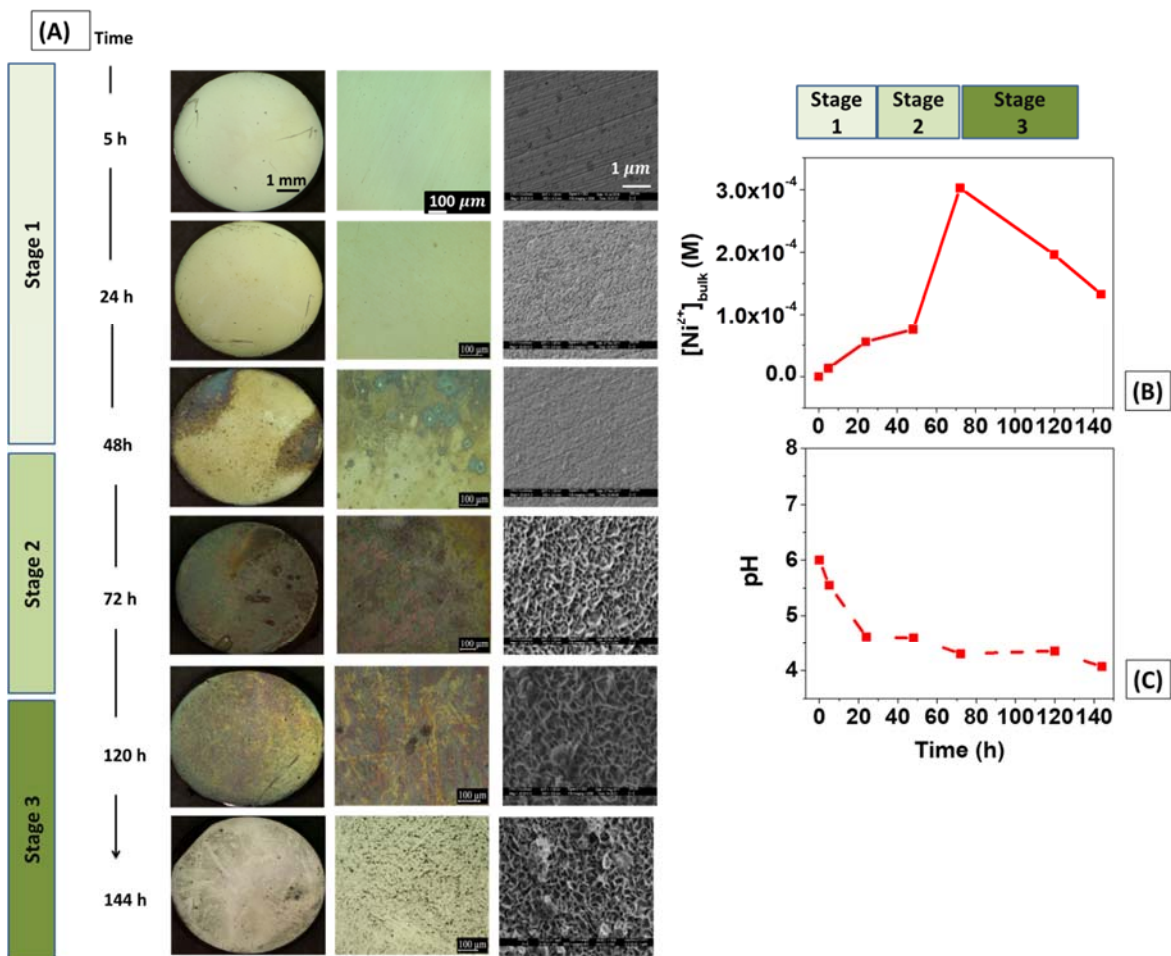 (A)
Time
Stage 1
Stage 2
Stage 3
5 h
24 h
48h
72 h
120 h
144 h
1 mm
100 μm
1 μm
100 μm
100 μm
100 μm
100 μm
100 μm
Stage
1
Stage
2
Stage
3
[Ni2+]bulk (M)
3.0x10-4
2.0x10-4
1.0x10-4
0.0
0 20 40 60 80 100 120 140
(B)
pH
8
7
6
5
4
0 20 40 60 80 100 120 140
Time (h)
(C)